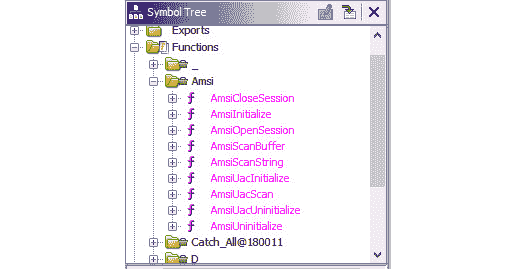 Symbol Tree
Exports
Functions
_
Amsi
f AmsiCloseSession
f AmsiInitialize
f AmsiOpenSession
f AmsiScanBuffer
f AmsiScanString
f AmsiUacInitialize
f AmsiUacScan
f AmsiUacUninitialize
f AmsiUninitialize
Catch_All@180011
D